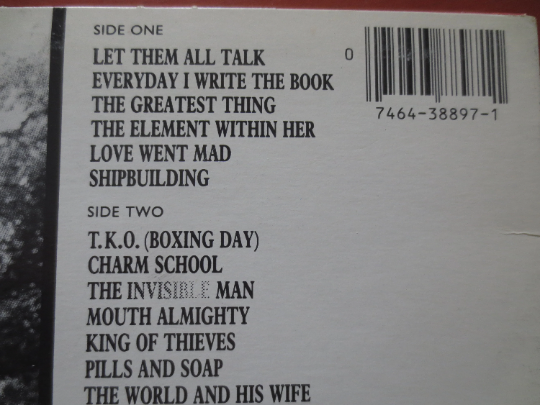 SIDE ONE
LET THEM ALL TALK
EVERYDAY I WRITE THE BOOK
THE GREATEST THING
THE ELEMENT WITHIN HER
LOVE WENT MAD
SHIPBUILDING
0
7464-38897-1
SIDE TWO
T.K.O. (BOXING DAY)
CHARM SCHOOL
THE INVISIBLE MAN
MOUTH ALMIGHTY
KING OF THIEVES
PILLS AND SOAP
THE WORLD AND HIS WIFE